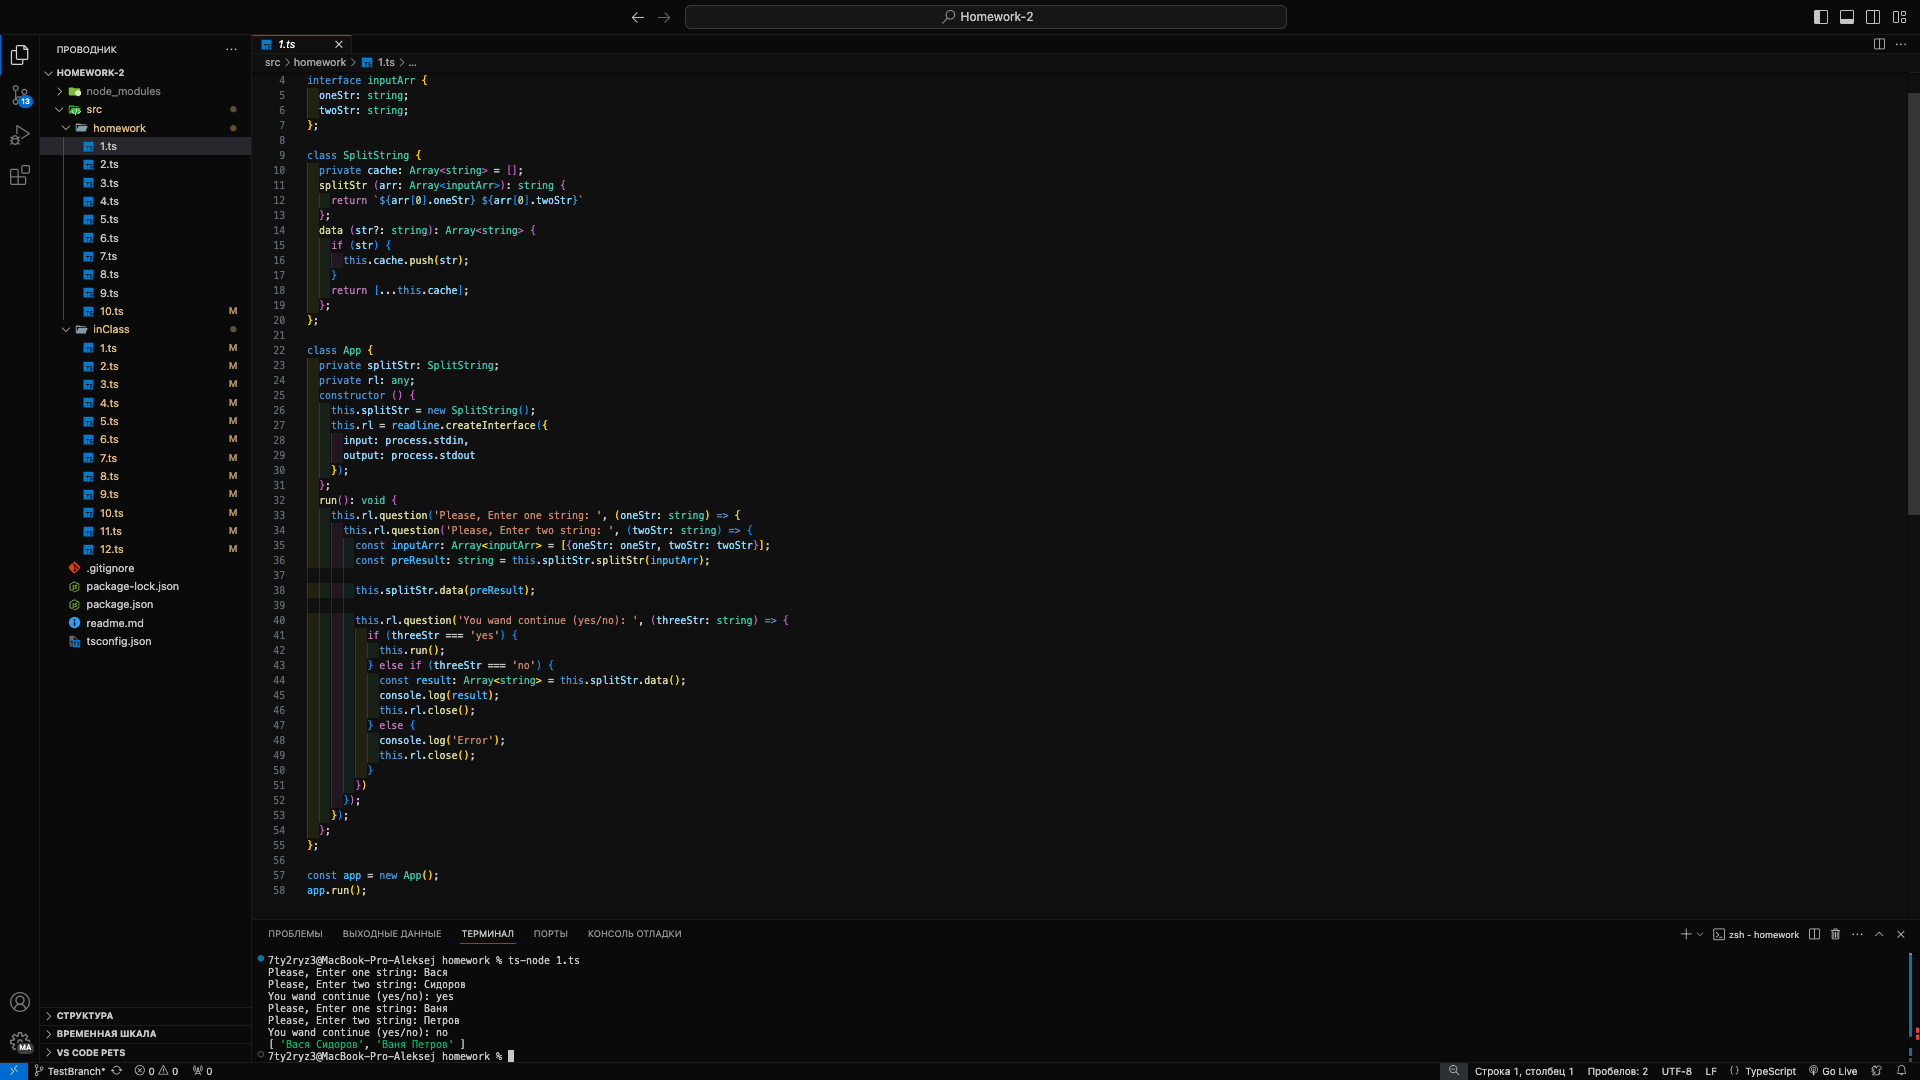 Homework-2
ПРОВОДНИК
HOMEWORK-2
node_modules
src
homework
1.ts
2.ts
3.ts
4.ts
5.ts
6.ts
7.ts
8.ts
9.ts
10.ts M
inClass
1.ts M
2.ts M
3.ts M
4.ts M
5.ts M
6.ts M
7.ts M
8.ts M
9.ts M
10.ts M
11.ts M
12.ts M
.gitignore
package-lock.json
package.json
readme.md
tsconfig.json
СТРУКТУРА
ВРЕМЕННАЯ ШКАЛА
VS CODE PETS
13
MA
1.ts
src > homework > 1.ts > ...
4 interface inputArr {
5 oneStr: string;
6 twoStr: string;
7 };
8
9 class SplitString {
10 private cache: Array<string> = [];
11 splitStr (arr: Array<inputArr>): string {
12 return `${arr[0].oneStr} ${arr[0].twoStr}`
13 };
14 data (str?: string): Array<string> {
15 if (str) {
16 this.cache.push(str);
17 }
18 return [...this.cache];
19 };
20 };
21
22 class App {
23 private splitStr: SplitString;
24 private rl: any;
25 constructor () {
26 this.splitStr = new SplitString();
27 this.rl = readline.createInterface({
28 input: process.stdin,
29 output: process.stdout
30 });
31 };
32 run(): void {
33 this.rl.question('Please, Enter one string: ', (oneStr: string) => {
34 this.rl.question('Please, Enter two string: ', (twoStr: string) => {
35 const inputArr: Array<inputArr> = [{oneStr: oneStr, twoStr: twoStr}];
36 const preResult: string = this.splitStr.splitStr(inputArr);
37
38 this.splitStr.data(preResult);
39
40 this.rl.question('You wand continue (yes/no): ', (threeStr: string) => {
41 if (threeStr === 'yes') {
42 this.run();
43 } else if (threeStr === 'no') {
44 const result: Array<string> = this.splitStr.data();
45 console.log(result);
46 this.rl.close();
47 } else {
48 console.log('Error');
49 this.rl.close();
50 }
51 })
52 });
53 });
54 };
55 };
56
57 const app = new App();
58 app.run();
ПРОБЛЕМЫ ВЫХОДНЫЕ ДАННЫЕ ТЕРМИНАЛ ПОРТЫ КОНСОЛЬ ОТЛАДКИ
zsh - homework
7ty2ryz3@MacBook-Pro-Aleksej homework % ts-node 1.ts
Please, Enter one string: Вася
Please, Enter two string: Сидоров
You wand continue (yes/no): yes
Please, Enter one string: Ваня
Please, Enter two string: Петров
You wand continue (yes/no): no
[ 'Вася Сидоров', 'Ваня Петров' ]
7ty2ryz3@MacBook-Pro-Aleksej homework %
TestBranch* 0 0 0
Строка 1, столбец 1 Пробелов: 2 UTF-8 LF {} TypeScript Go Live